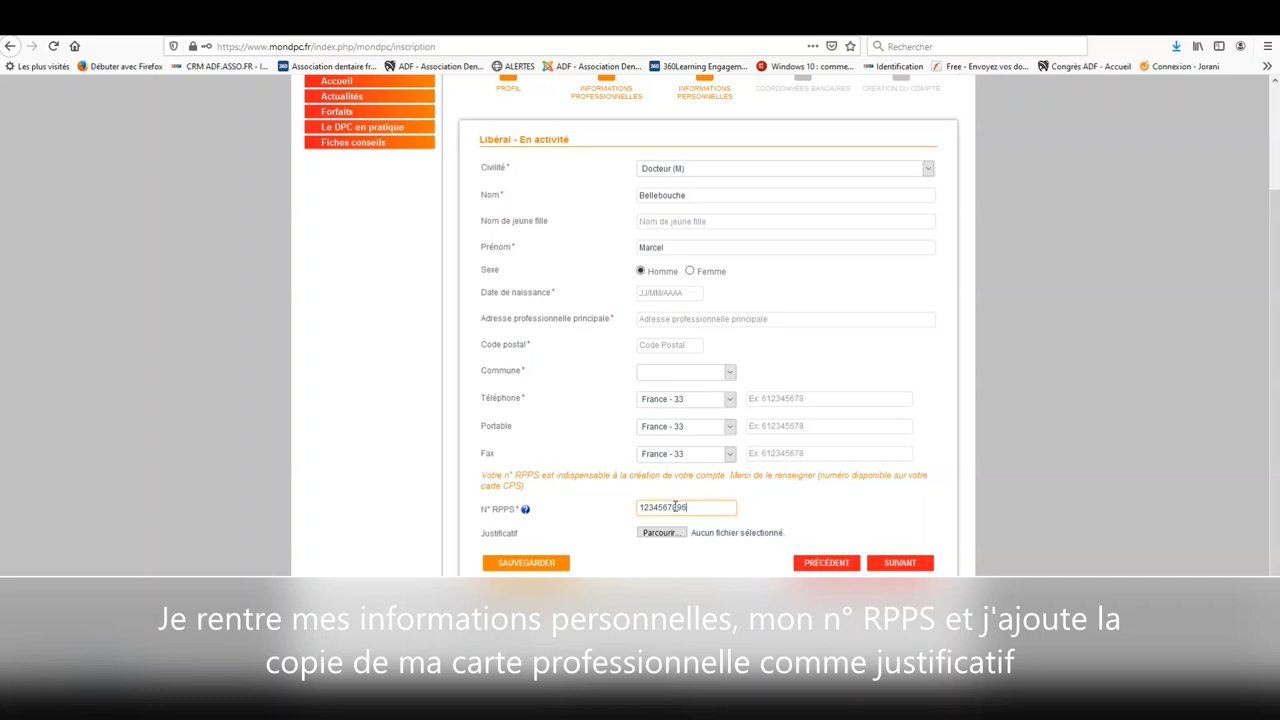 https://www.mondpc.fr/index.php/mondpc/inscription
Rechercher
Les plus visités
Débuter avec Firefox
CRM ADF.ASSO.FR - I...
Association dentaire fr...
ADF - Association Den...
ALERTES
ADF - Association Den...
360Learning Engagem...
Windows 10 : comme...
Identification
Free - Envoyez vos do...
Congrès ADF - Accueil
Connexion - Jorani
Accueil
Actualités
Forfaits
Le DPC en pratique
Fiches conseils
PROFIL
INFORMATIONS
PROFESSIONNELLES
INFORMATIONS
PERSONNELLES
COORDONNÉES BANCAIRES
CRÉATION DU COMPTE
Libéral - En activité
Civilité *
Docteur (M)
Nom *
Bellebouche
Nom de jeune fille
Nom de jeune fille
Prénom *
Marcel
Sexe
Homme
Femme
Date de naissance *
JJ/MM/AAAA
Adresse professionnelle principale *
Adresse professionnelle principale
Code postal *
Code Postal
Commune *
Téléphone *
France - 33
Ex: 612345678
Portable
France - 33
Ex: 612345678
Fax
France - 33
Ex: 612345678
Votre n° RPPS est indispensable à la création de votre compte. Merci de le renseigner (numéro disponible sur votre
carte CPS)
N° RPPS *
1234567896
Justificatif
Parcourir...
Aucun fichier sélectionné.
SAUVEGARDER
PRÉCÉDENT
SUIVANT
Je rentre mes informations personnelles, mon n° RPPS et j'ajoute la
copie de ma carte professionnelle comme justificatif